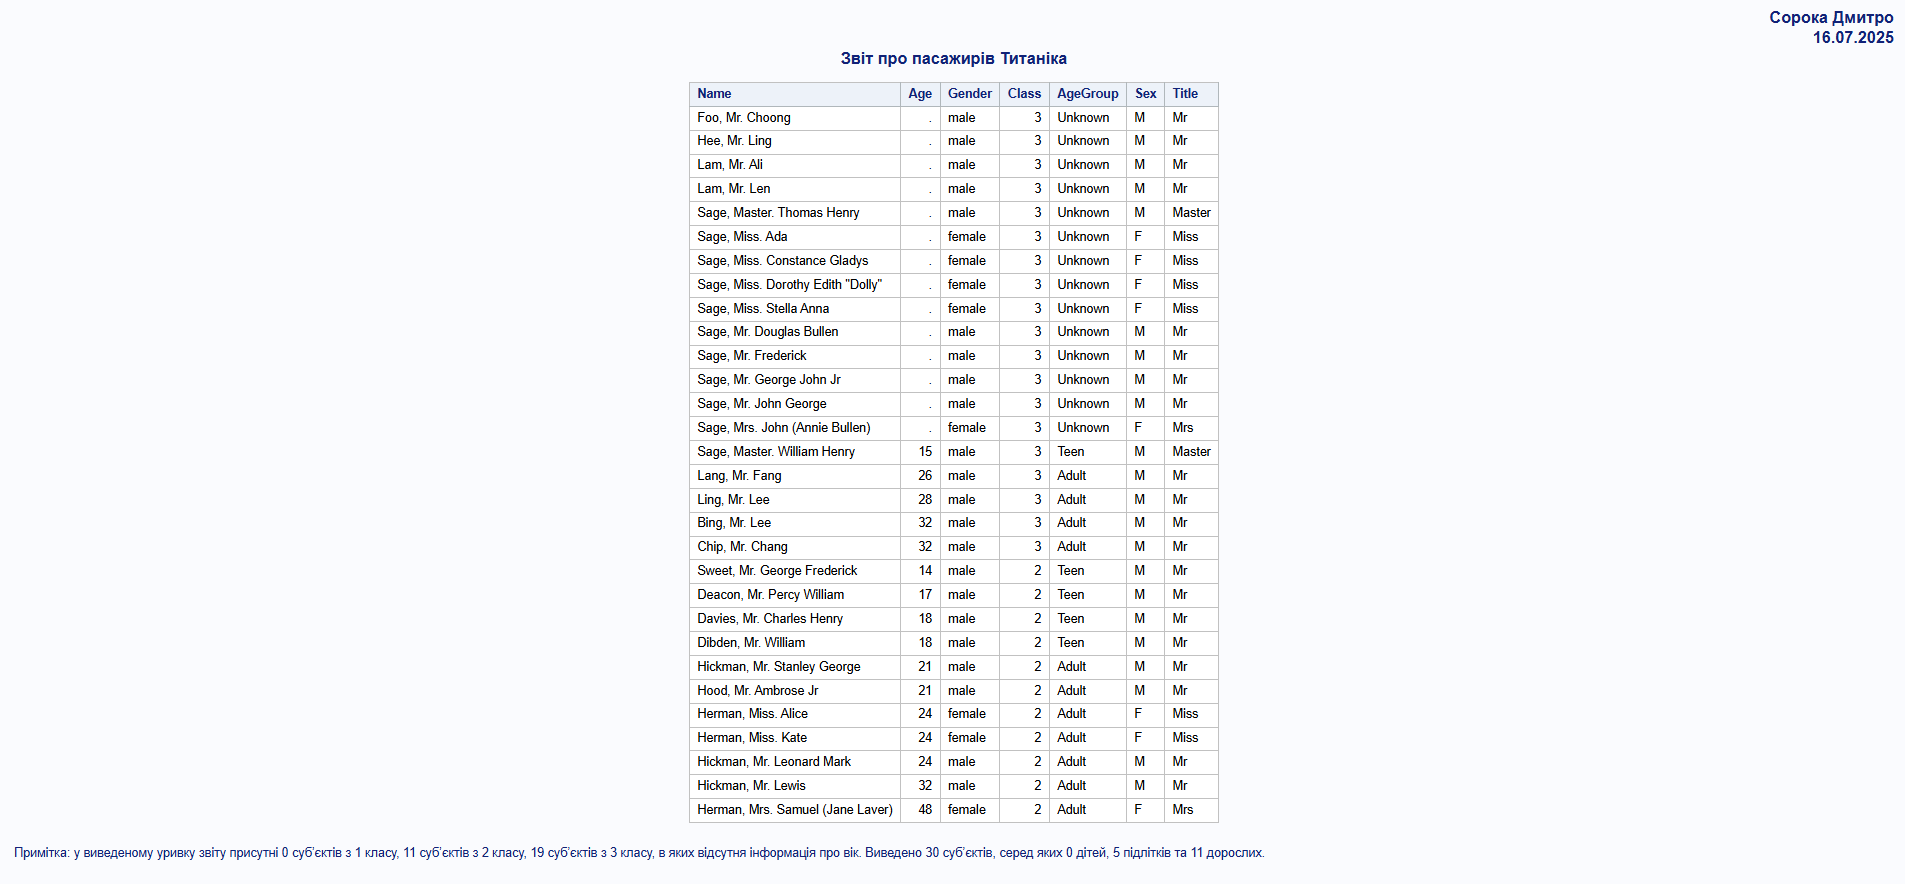 Сорока Дмитро
16.07.2025
Звіт про пасажирів Титаніка
Name Age Gender Class AgeGroup Sex Title
Foo, Mr. Choong . male 3 Unknown M Mr
Hee, Mr. Ling . male 3 Unknown M Mr
Lam, Mr. Ali . male 3 Unknown M Mr
Lam, Mr. Len . male 3 Unknown M Mr
Sage, Master. Thomas Henry . male 3 Unknown M Master
Sage, Miss. Ada . female 3 Unknown F Miss
Sage, Miss. Constance Gladys . female 3 Unknown F Miss
Sage, Miss. Dorothy Edith "Dolly" . female 3 Unknown F Miss
Sage, Miss. Stella Anna . female 3 Unknown F Miss
Sage, Mr. Douglas Bullen . male 3 Unknown M Mr
Sage, Mr. Frederick . male 3 Unknown M Mr
Sage, Mr. George John Jr . male 3 Unknown M Mr
Sage, Mr. John George . male 3 Unknown M Mr
Sage, Mrs. John (Annie Bullen) . female 3 Unknown F Mrs
Sage, Master. William Henry 15 male 3 Teen M Master
Lang, Mr. Fang 26 male 3 Adult M Mr
Ling, Mr. Lee 28 male 3 Adult M Mr
Bing, Mr. Lee 32 male 3 Adult M Mr
Chip, Mr. Chang 32 male 3 Adult M Mr
Sweet, Mr. George Frederick 14 male 2 Teen M Mr
Deacon, Mr. Percy William 17 male 2 Teen M Mr
Davies, Mr. Charles Henry 18 male 2 Teen M Mr
Dibden, Mr. William 18 male 2 Teen M Mr
Hickman, Mr. Stanley George 21 male 2 Adult M Mr
Hood, Mr. Ambrose Jr 21 male 2 Adult M Mr
Herman, Miss. Alice 24 female 2 Adult F Miss
Herman, Miss. Kate 24 female 2 Adult F Miss
Hickman, Mr. Leonard Mark 24 male 2 Adult M Mr
Hickman, Mr. Lewis 32 male 2 Adult M Mr
Herman, Mrs. Samuel (Jane Laver) 48 female 2 Adult F Mrs
Примітка: у виведеному уривку звіту присутні 0 суб'єктів з 1 класу, 11 суб'єктів з 2 класу, 19 суб'єктів з 3 класу, в яких відсутня інформація про вік. Виведено 30 суб'єктів, серед яких 0 дітей, 5 підлітків та 11 дорослих.